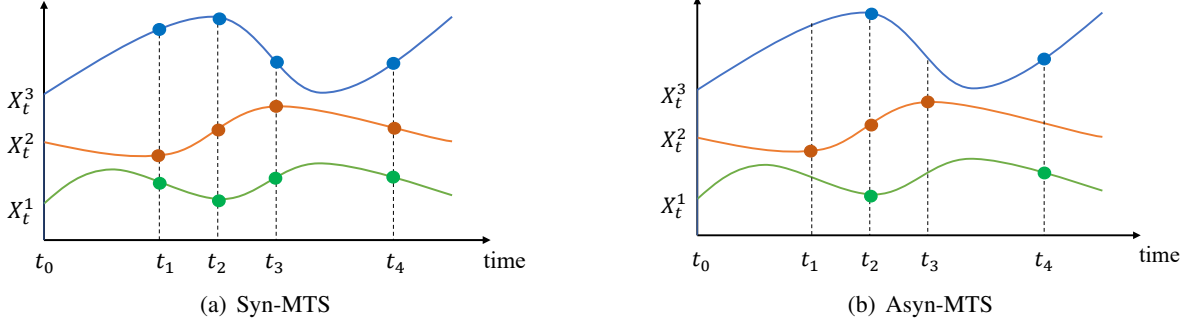 $X_t^3$
$X_t^2$
$X_t^1$
$t_0$ $t_1$ $t_2$ $t_3$ $t_4$ time
(a) Syn-MTS
$X_t^3$
$X_t^2$
$X_t^1$
$t_0$ $t_1$ $t_2$ $t_3$ $t_4$ time
(b) Asyn-MTS